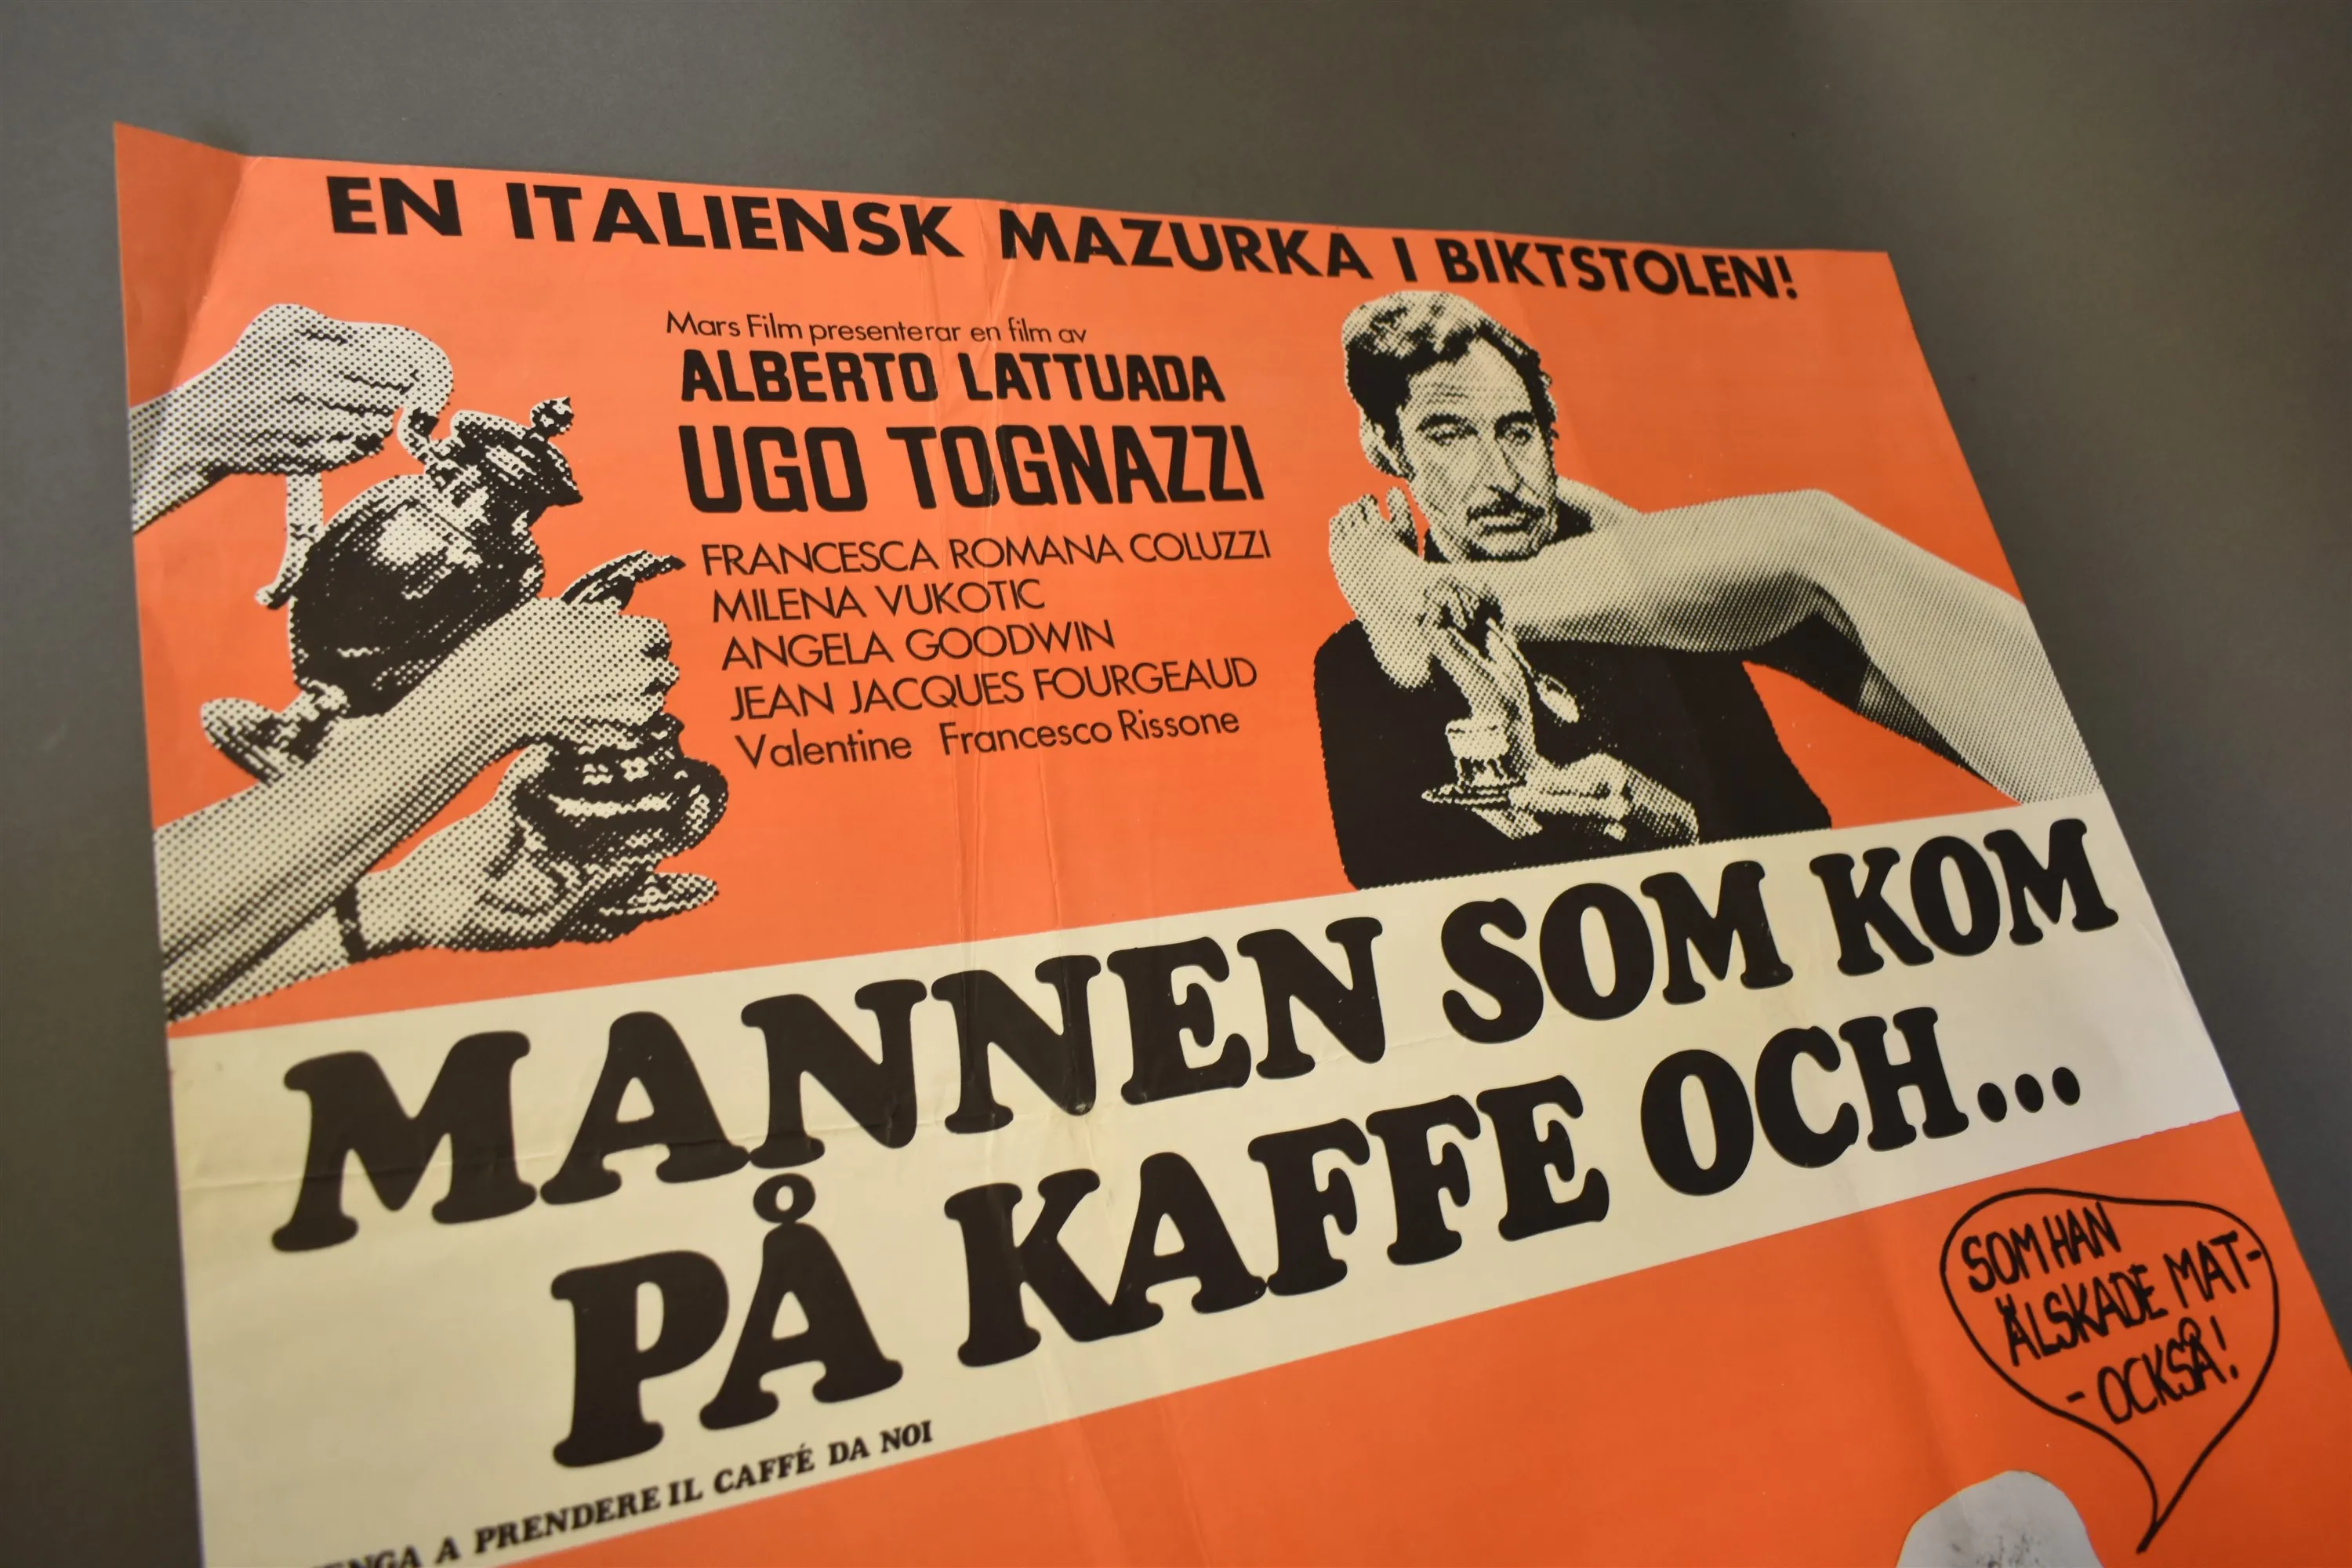 EN ITALIENSK MAZURKA I BIKTSTOLEN!
Mars Film presenterar en film av
ALBERTO LATTUADA
UGO TOGNAZZI
FRANCESCA ROMANA COLUZZI
MILENA VUKOTIC
ANGELA GOODWIN
JEAN JACQUES FOURGEAUD
Valentine Francesco Rissone
MANNEN SOM KOM
PÅ KAFFE OCH...
A PRENDERE IL CAFFÉ DA NOI
SOM HAN
ÄLSKADE MAT-
-OCKSÅ!